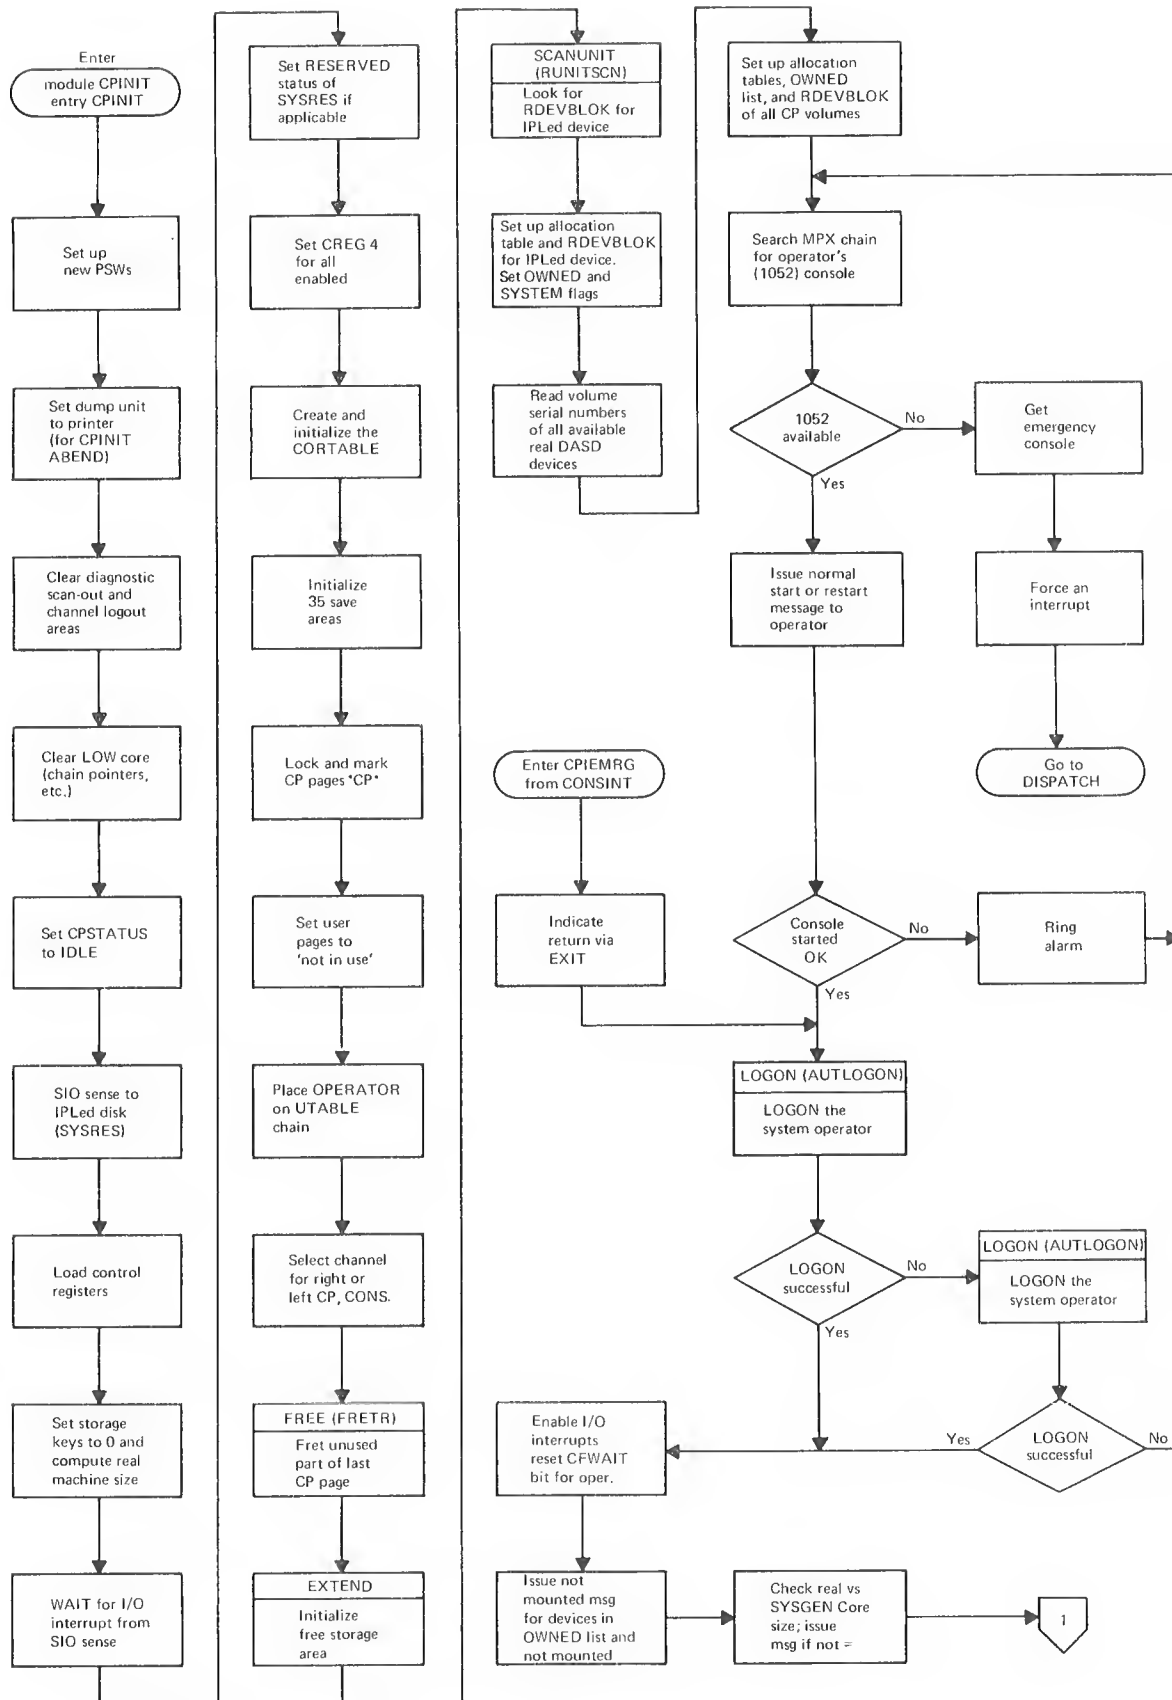 Enter
module CPINIT
entry CPINIT
Set up
new PSWs
Set dump unit
to printer
(for CPINIT
ABEND)
Clear diagnostic
scan-out and
channel logout
areas
Clear LOW core
(chain pointers,
etc.)
Set CPSTATUS
to IDLE
SIO sense to
IPLed disk
(SYSRES)
Load control
registers
Set storage
keys to 0 and
compute real
machine size
WAIT for I/O
interrupt from
SIO sense
Set RESERVED
status of
SYSRES if
applicable
Set CREG 4
for all
enabled
Create and
initialize the
CORTABLE
Initialize
35 save
areas
Lock and mark
CP pages 'CP'
Set user
pages to
'not in use'
Place OPERATOR
on UTABLE
chain
Select channel
for right or
left CP, CONS.
FREE (FRETR)
Fret unused
part of last
CP page
EXTEND
Initialize
free storage
area
SCANUNIT
(RUNITSCN)
Look for
RDEVBLOK for
IPLed device
Set up allocation
table and RDEVBLOK
for IPLed device.
Set OWNED and
SYSTEM flags
Read volume
serial numbers
of all available
real DASD
devices
Set up allocation
tables, OWNED
list, and RDEVBLOK
of all CP volumes
Search MPX chain
for operator's
(1052) console
1052
available
No
Yes
Get
emergency
console
Force an
interrupt
Go to
DISPATCH
Issue normal
start or restart
message to
operator
Enter CPIEMRG
from CONSINT
Indicate
return via
EXIT
Console
started
OK
No
Yes
Ring
alarm
LOGON (AUTLOGON)
LOGON the
system operator
LOGON
successful
No
Yes
LOGON (AUTLOGON)
LOGON the
system operator
LOGON
successful
Yes
No
Enable I/O
interrupts
reset CFWAIT
bit for oper.
Issue not
mounted msg
for devices in
OWNED list and
not mounted
Check real vs
SYSGEN Core
size; issue
msg if not =
1